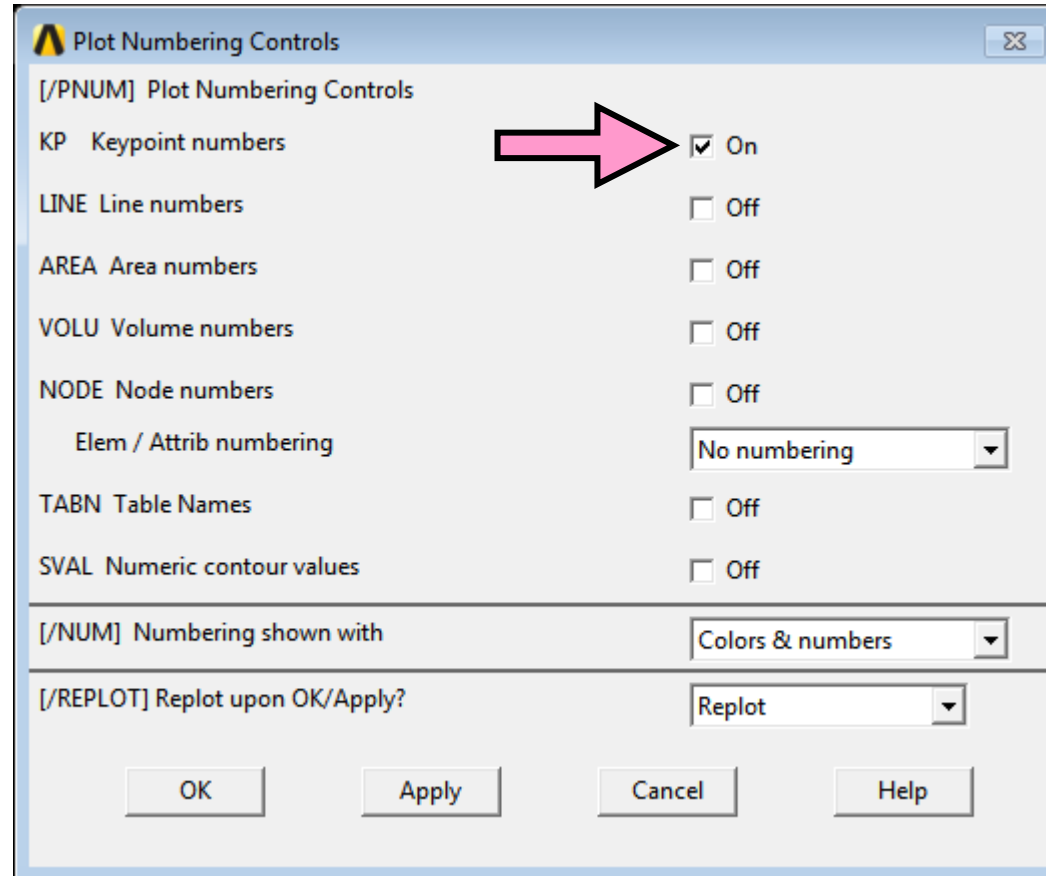 Plot Numbering Controls
[/PNUM] Plot Numbering Controls
KP Keypoint numbers On
LINE Line numbers Off
AREA Area numbers Off
VOLU Volume numbers Off
NODE Node numbers Off
Elem / Attrib numbering No numbering
TABN Table Names Off
SVAL Numeric contour values Off
[/NUM] Numbering shown with Colors & numbers
[/REPLOT] Replot upon OK/Apply? Replot
OK Apply Cancel Help